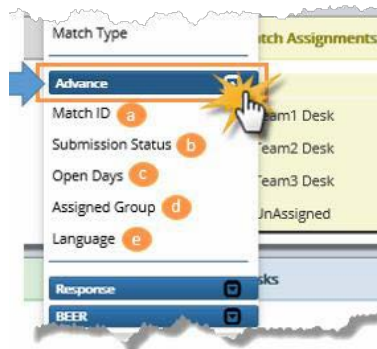 Match Type
tch Assignments
Advance
Match ID a
Team1 Desk
Submission Status b
Team2 Desk
Open Days c
Team3 Desk
Assigned Group d
UnAssigned
Language e
Response
sks
BEER